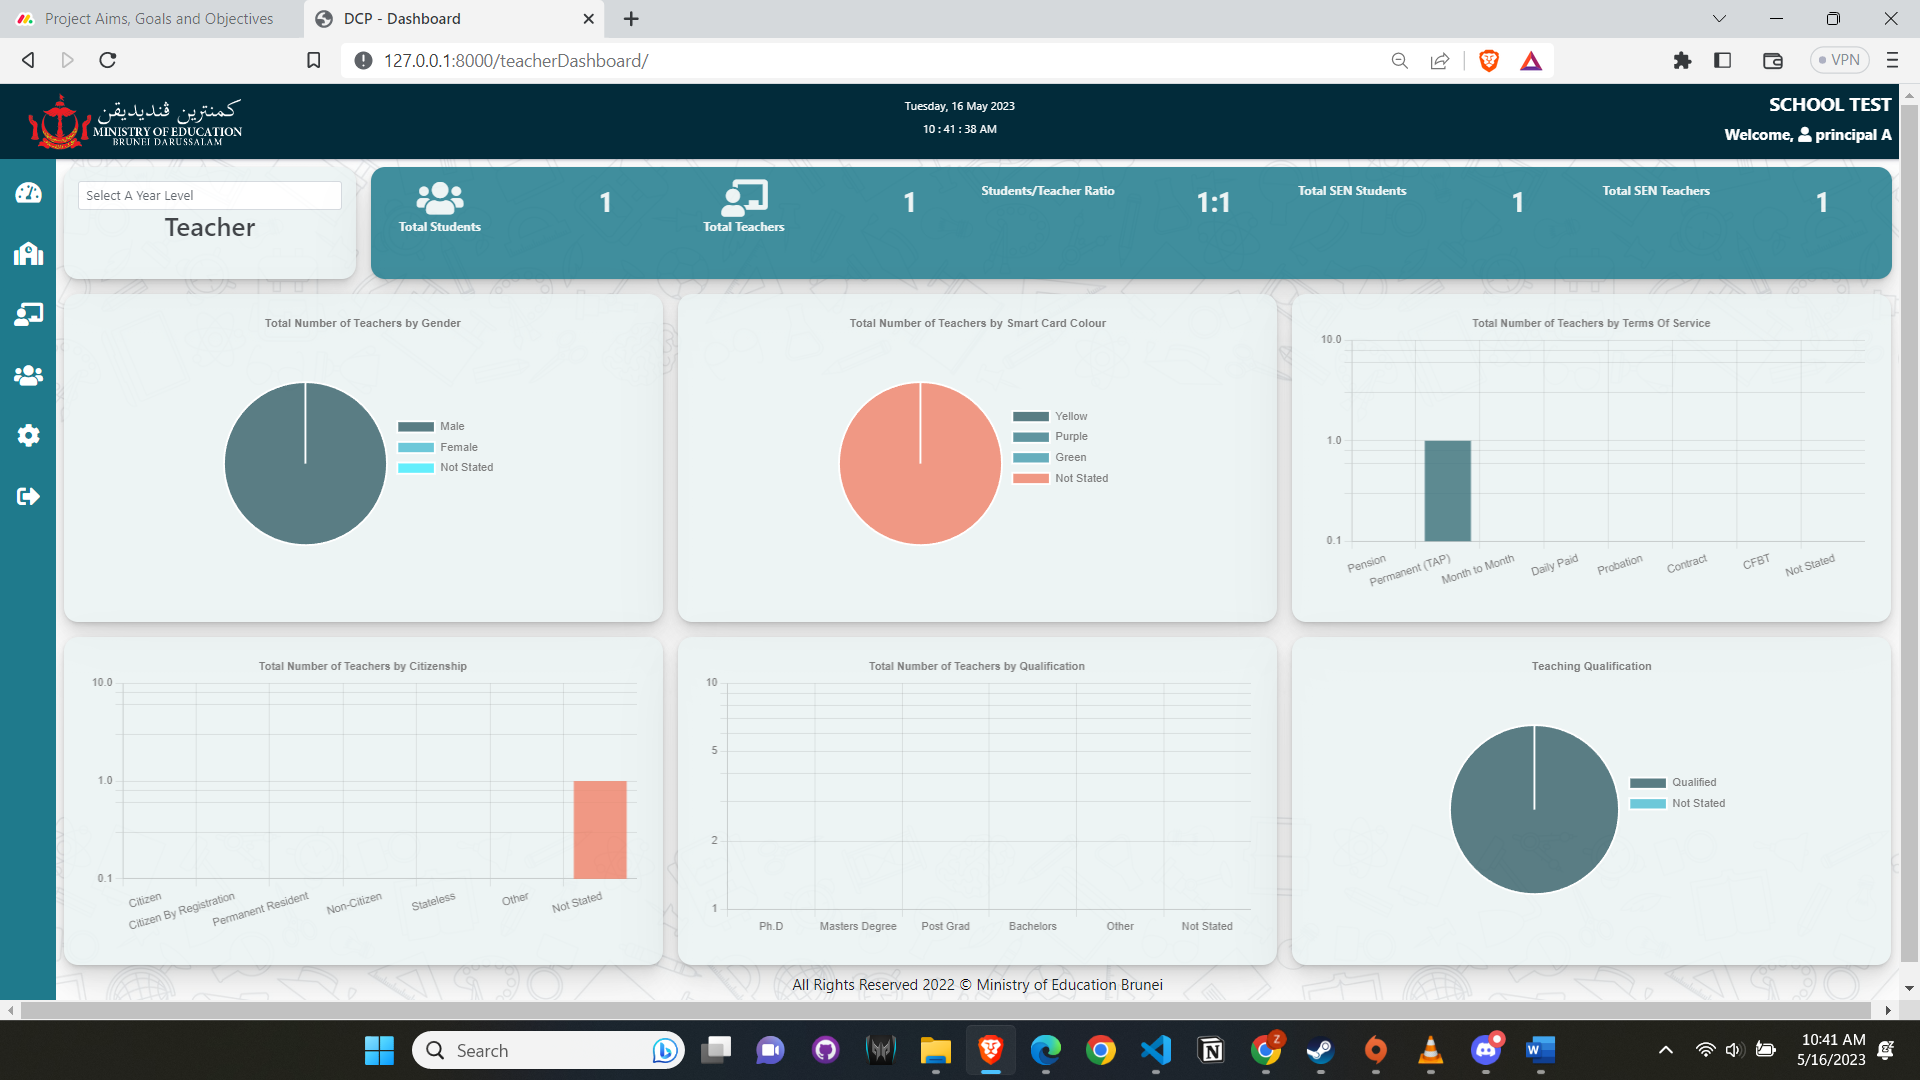 Project Aims, Goals and Objectives
DCP - Dashboard
127.0.0.1:8000/teacherDashboard/
VPN
كمنترين ڤنديديقن
MINISTRY OF EDUCATION
BRUNEI DARUSSALAM
Tuesday, 16 May 2023
10 : 41 : 38 AM
SCHOOL TEST
Welcome, principal A
Select A Year Level
Teacher
Total Students
1
Total Teachers
1
Students/Teacher Ratio
1:1
Total SEN Students
1
Total SEN Teachers
1
Total Number of Teachers by Gender
Male
Female
Not Stated
Total Number of Teachers by Smart Card Colour
Yellow
Purple
Green
Not Stated
Total Number of Teachers by Terms Of Service
10.0
1.0
0.1
Pension
Permanent (TAP)
Month to Month
Daily Paid
Probation
Contract
CFBT
Not Stated
Total Number of Teachers by Citizenship
10.0
1.0
0.1
Citizen
Citizen By Registration
Permanent Resident
Non-Citizen
Stateless
Other
Not Stated
Total Number of Teachers by Qualification
10
5
2
1
Ph.D
Masters Degree
Post Grad
Bachelors
Other
Not Stated
Teaching Qualification
Qualified
Not Stated
All Rights Reserved 2022 © Ministry of Education Brunei
Search
Z
10:41 AM
5/16/2023